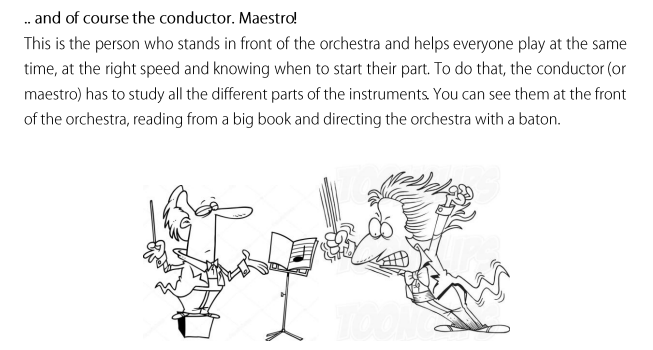 .. and of course the conductor. Maestro!
This is the person who stands in front of the orchestra and helps everyone play at the same
time, at the right speed and knowing when to start their part. To do that, the conductor (or
maestro) has to study all the different parts of the instruments. You can see them at the front
of the orchestra, reading from a big book and directing the orchestra with a baton.